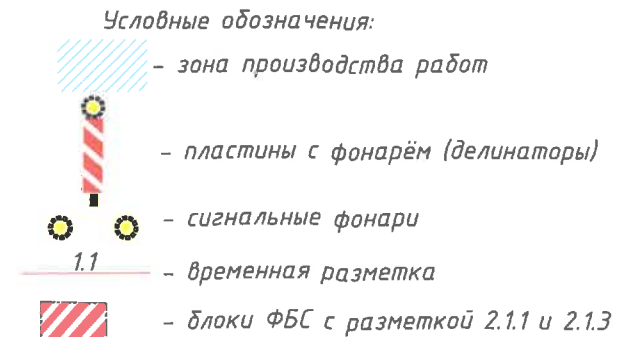 Условные обозначения:
– зона производства работ
– пластины с фонарём (делинаторы)
– сигнальные фонари
1.1 – временная разметка
– блоки ФБС с разметкой 2.1.1 и 2.1.3